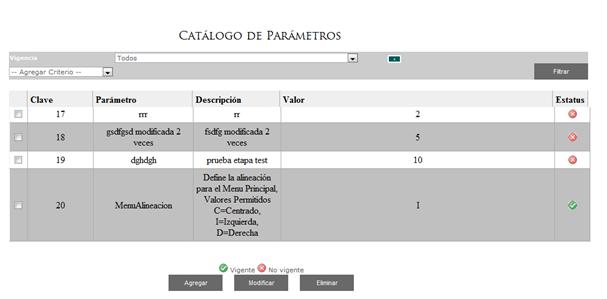 Catálogo de Parámetros
Vigencia Todos
-- Agregar Criterio -- Filtrar
Clave Parámetro Descripción Valor Estatus
17 rrr rr 2
18 gsdfgsd modificada 2 veces fsdfg modificada 2 veces 5
19 dghdgh prueba etapa test 10
20 MenuAlineacion Define la alineación para el Menu Principal, Valores Permitidos C=Centrado, I=Izquierda, D=Derecha I
Vigente No vigente
Agregar Modificar Eliminar